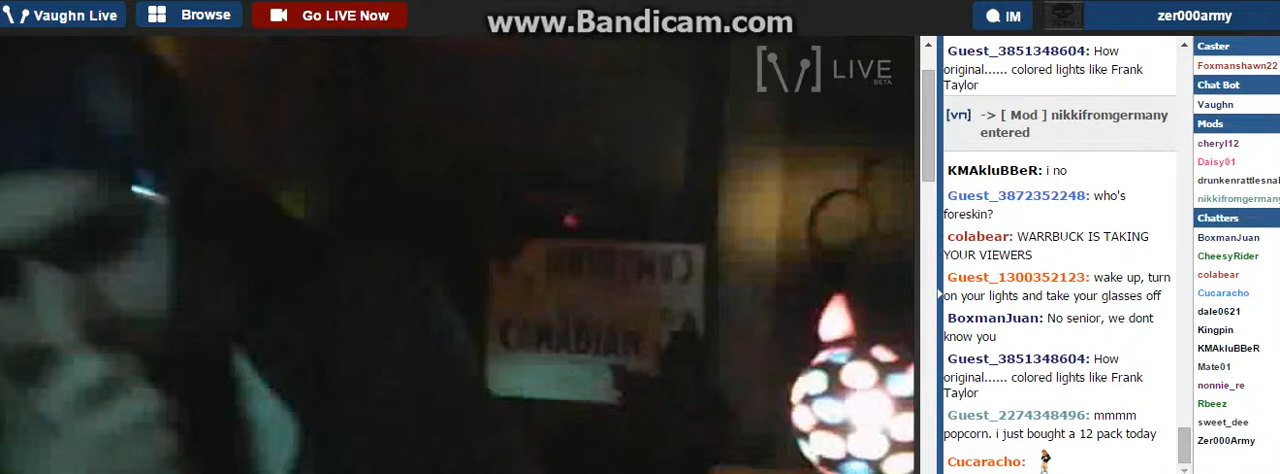 Vaughn Live
Browse
Go LIVE Now
www.Bandicam.com
IM
zer000army
[\/] LIVE
BETA
COMEDIAN
Guest_3851348604: How
original...... colored lights like Frank
Taylor
[vn] -> [ Mod ] nikkifromgermany
entered
KMAkluBBeR: i no
Guest_3872352248: who's
foreskin?
colabear: WARRBUCK IS TAKING
YOUR VIEWERS
Guest_1300352123: wake up, turn
on your lights and take your glasses off
BoxmanJuan: No senior, we dont
know you
Guest_3851348604: How
original...... colored lights like Frank
Taylor
Guest_2274348496: mmmm
popcorn. i just bought a 12 pack today
Cucaracho:
Caster
Foxmanshawn22
Chat Bot
Vaughn
Mods
cheryl12
Daisy01
drunkenrattlesnal
nikkifromgermany
Chatters
BoxmanJuan
CheesyRider
colabear
Cucaracho
dale0621
Kingpin
KMAkluBBeR
Mate01
nonnie_re
Rbeez
sweet_dee
Zer000Army